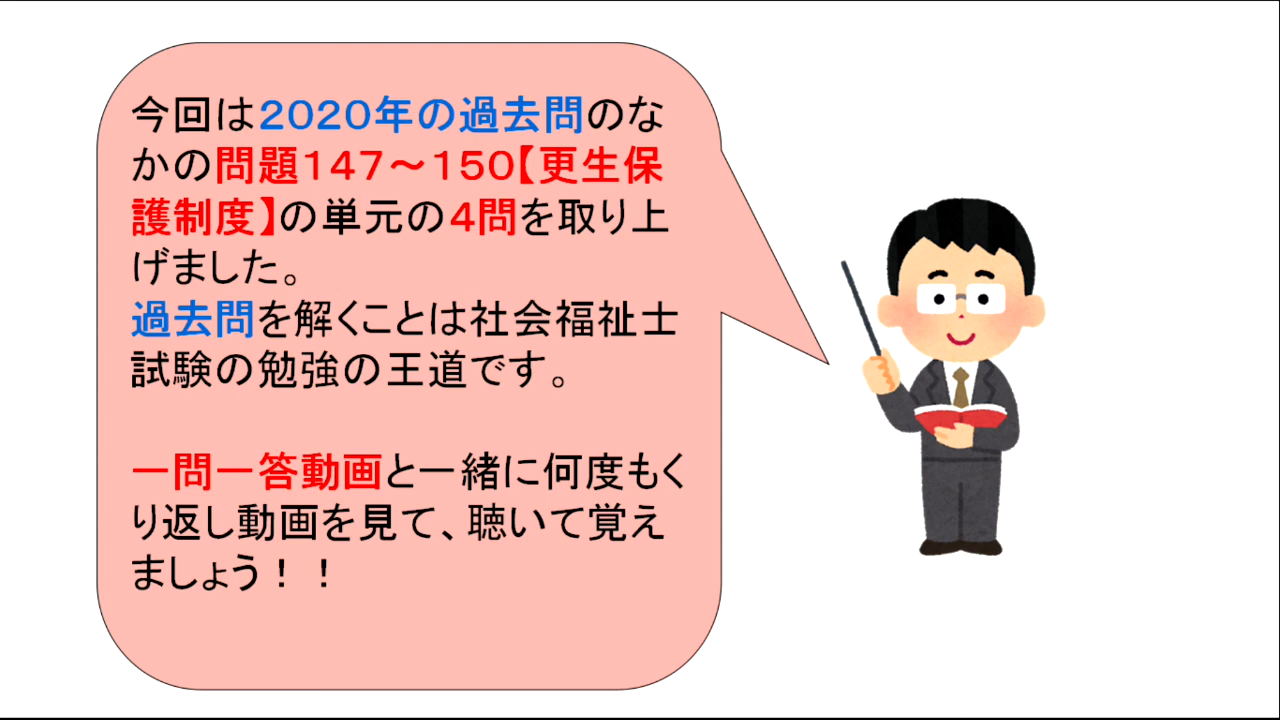 今回は2020年の過去問のな
かの問題147～150【更生保
護制度】の単元の4問を取り上
げました。
過去問を解くことは社会福祉士
試験の勉強の王道です。
一問一答動画と一緒に何度もく
り返し動画を見て、聴いて覚え
ましょう！！